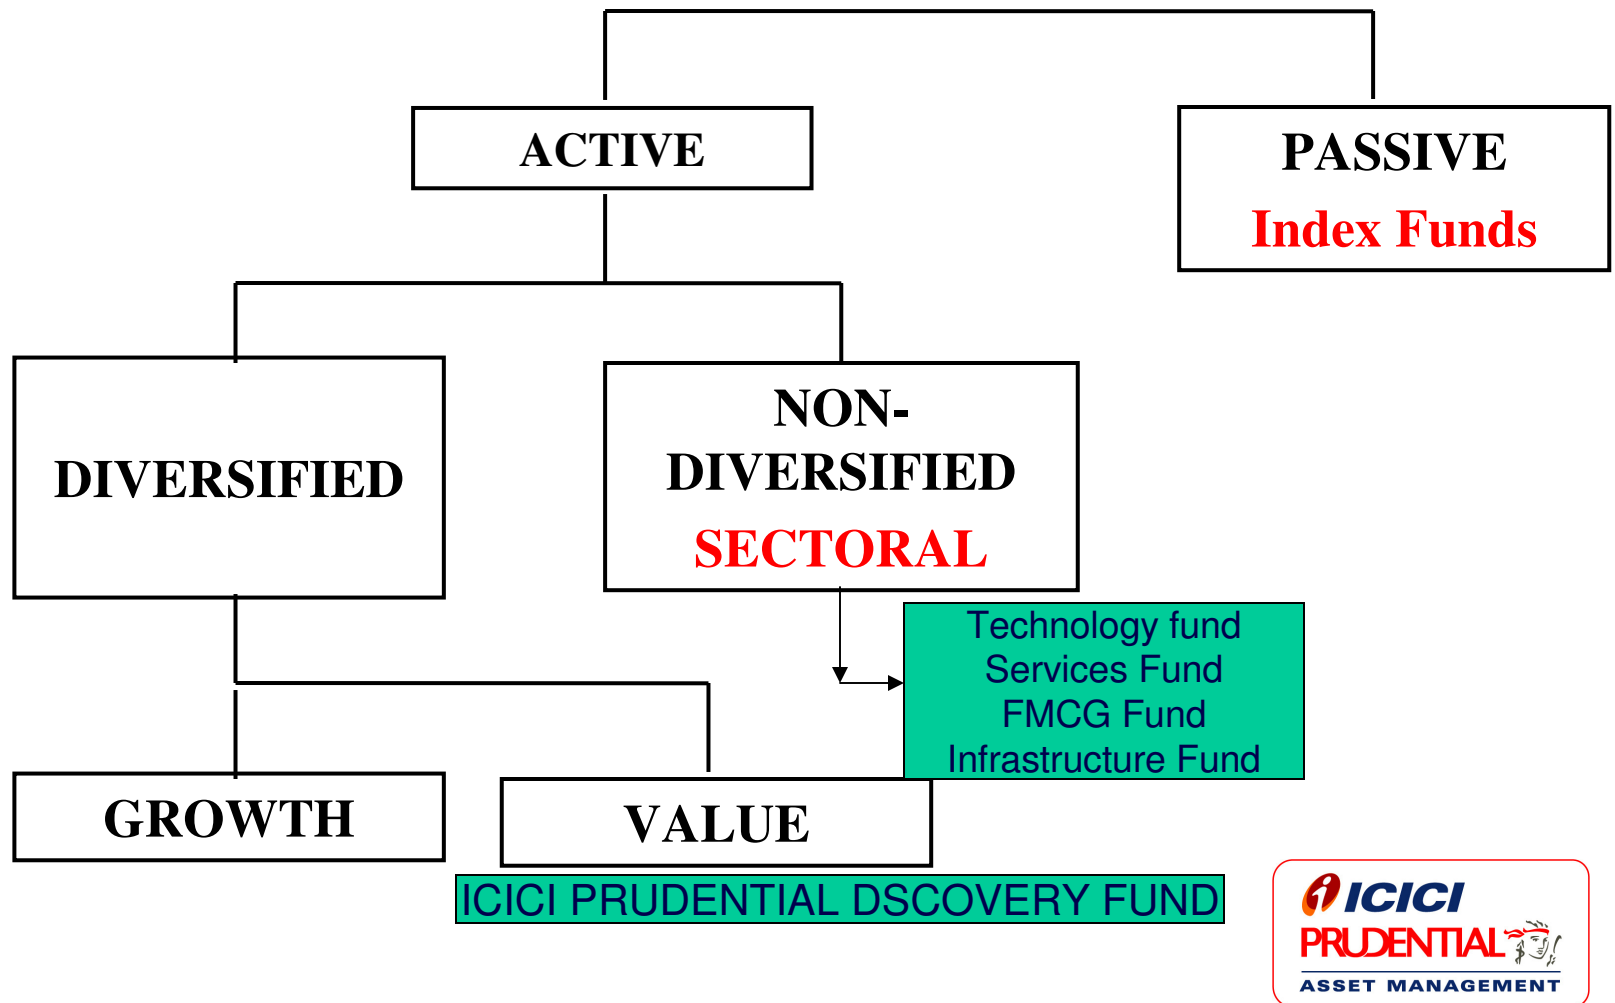 ACTIVE
PASSIVE
Index Funds
DIVERSIFIED
NON-
DIVERSIFIED
SECTORAL
Technology fund
Services Fund
FMCG Fund
Infrastructure Fund
GROWTH
VALUE
ICICI PRUDENTIAL DSCOVERY FUND
ICICI
PRUDENTIAL
ASSET MANAGEMENT